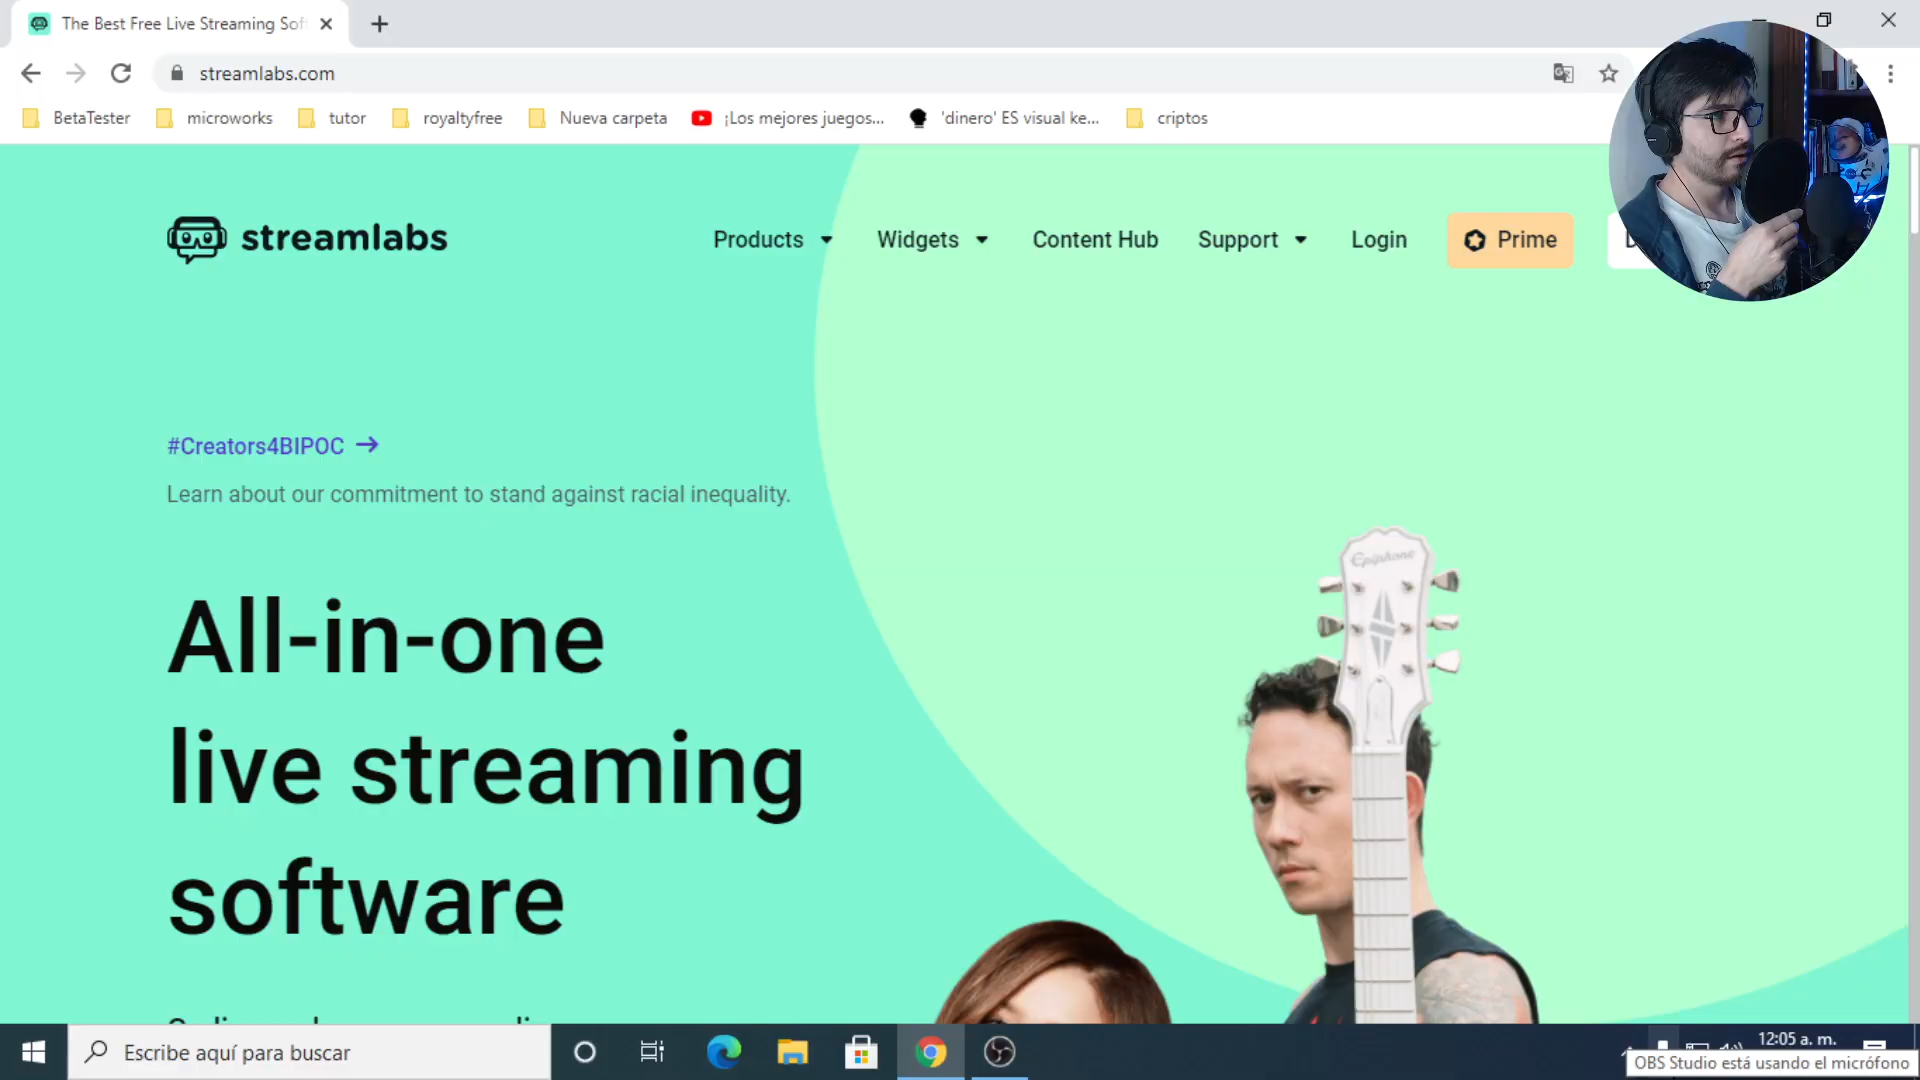 The Best Free Live Streaming Sof
streamlabs.com
BetaTester
microworks
tutor
royaltyfree
Nueva carpeta
¡Los mejores juegos...
'dinero' ES visual ke...
criptos
streamlabs
Products
Widgets
Content Hub
Support
Login
Prime
#Creators4BIPOC →
Learn about our commitment to stand against racial inequality.
All-in-one
live streaming
software
Epiphone
Escribe aquí para buscar
12:05 a. m.
OBS Studio está usando el micrófono